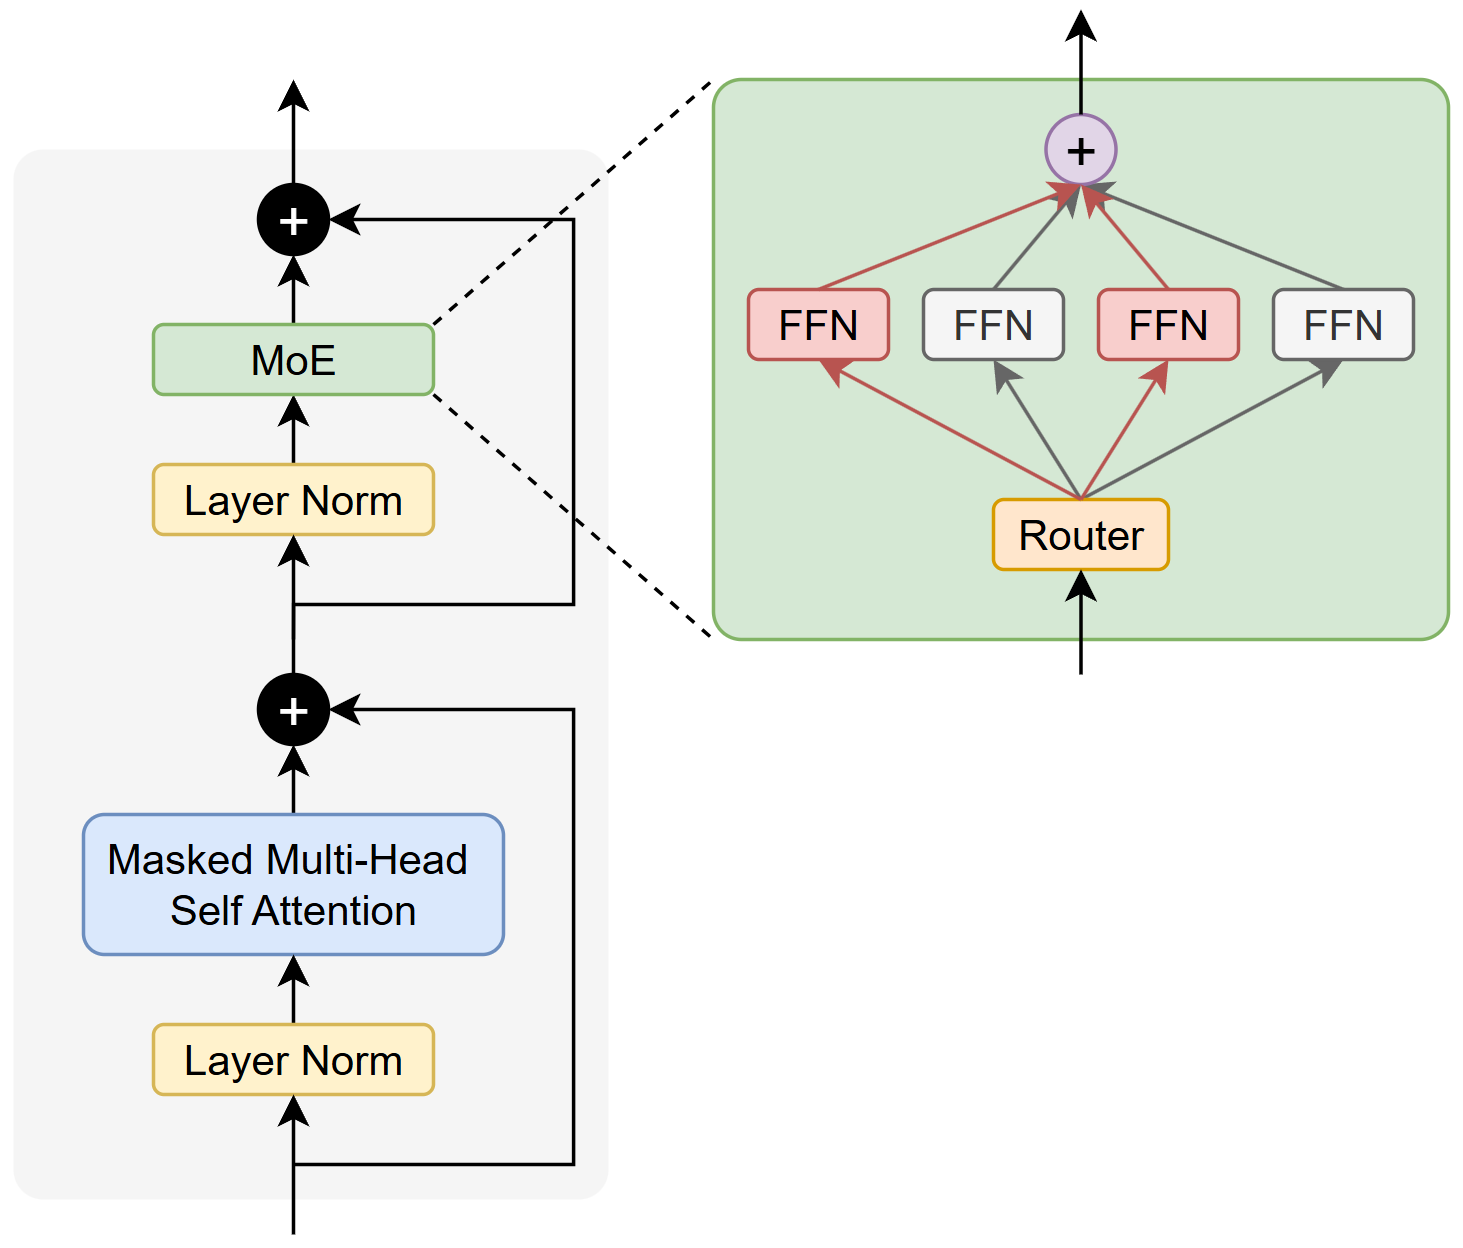 +
MoE
Layer Norm
+
Masked Multi-Head
Self Attention
Layer Norm
+
FFN
FFN
FFN
FFN
Router